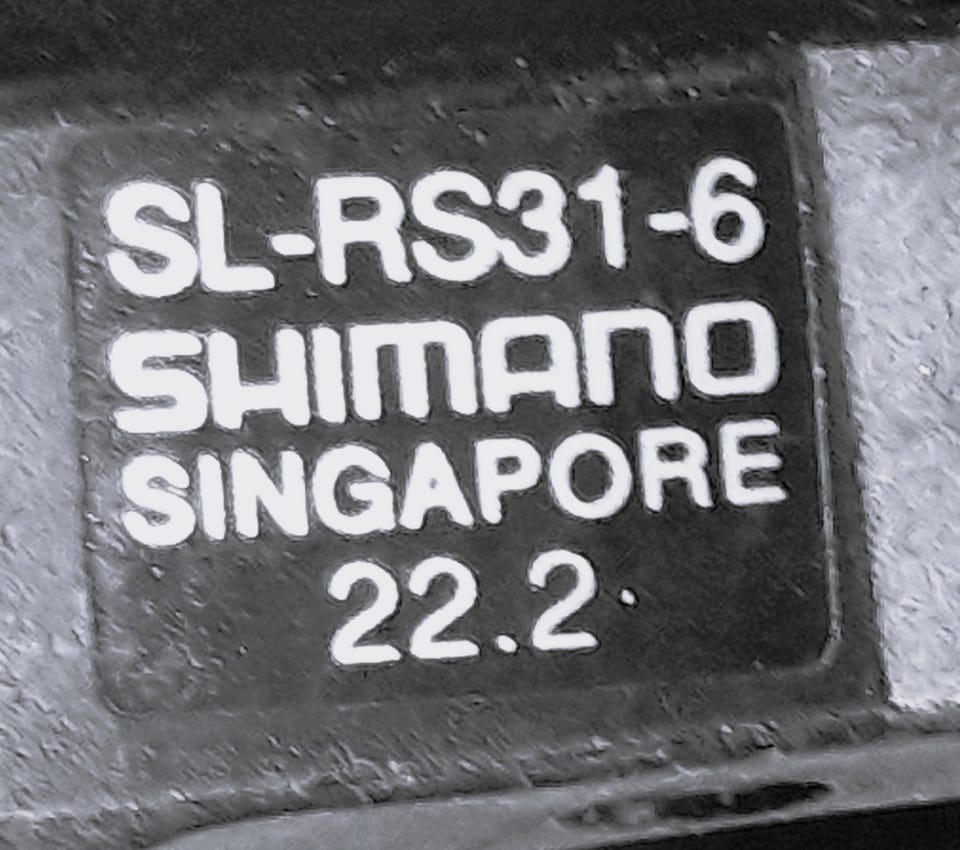 SL-RS31-6
SHIMANO
SINGAPORE
22.2